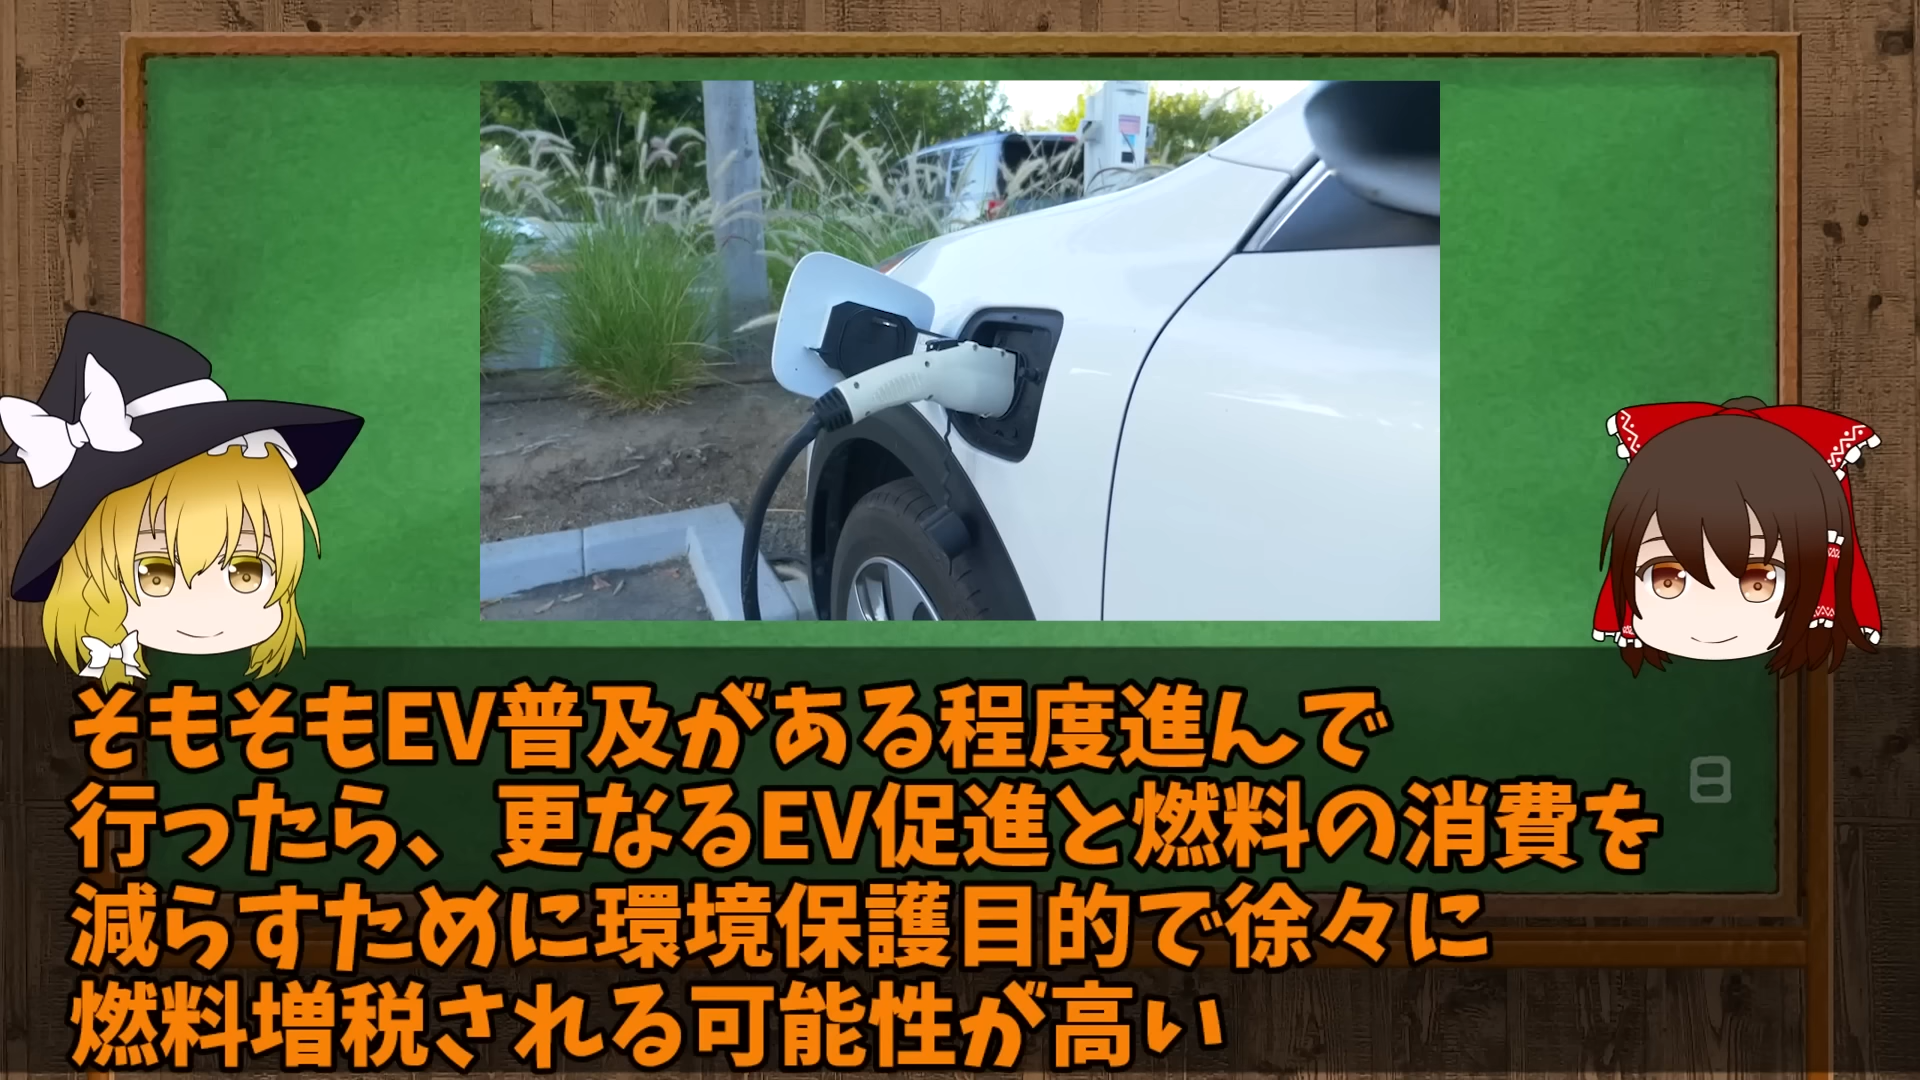 そもそもEV普及がある程度進んで
行ったら、更なるEV促進と燃料の消費を
減らすために環境保護目的で徐々に
燃料増税される可能性が高い